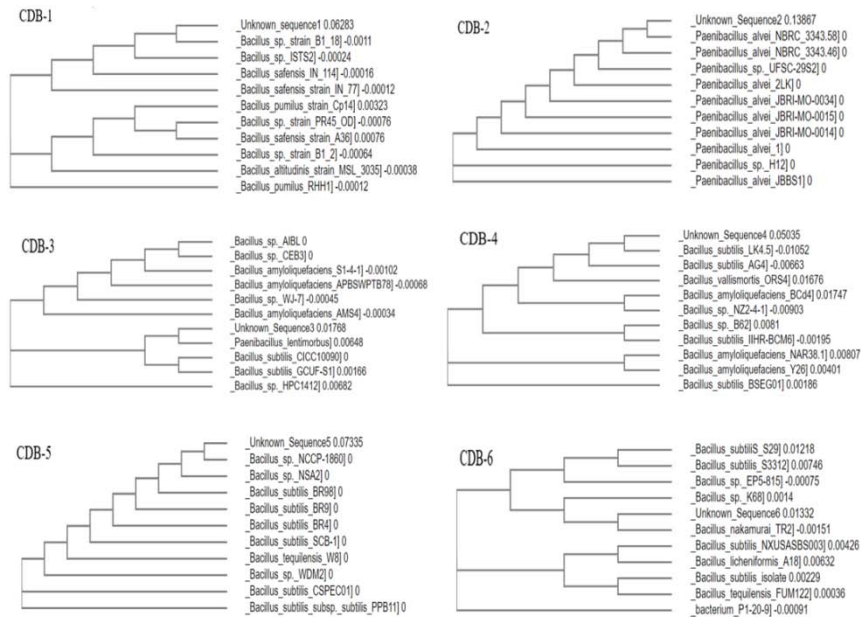 CDB-1
_Unknown_sequence1 0.06283
_Bacillus_sp._strain_B1_18] -0.0011
_Bacillus_sp._ISTS2] -0.00024
_Bacillus_safensis_IN_114] -0.00016
_Bacillus_safensis_strain_IN_77] -0.00012
_Bacillus_pumilus_strain_Cp14] 0.00323
_Bacillus_sp._strain_PR45_OD] -0.00076
_Bacillus_safensis_strain_A36] 0.00076
_Bacillus_sp._strain_B1_2] -0.00064
_Bacillus_altitudinis_strain_MSL_3035] -0.00038
_Bacillus_pumilus_RHH1] -0.00012
CDB-2
_Unknown_Sequence2 0.13867
_Paenibacillus_alvei_NBRC_3343.58] 0
_Paenibacillus_alvei_NBRC_3343.46] 0
_Paenibacillus_sp._UFSC-29S2] 0
_Paenibacillus_alvei_2LK] 0
_Paenibacillus_alvei_JBRI-MO-0034] 0
_Paenibacillus_alvei_JBRI-MO-0015] 0
_Paenibacillus_alvei_JBRI-MO-0014] 0
_Paenibacillus_alvei_1] 0
_Paenibacillus_sp._H12] 0
_Paenibacillus_alvei_JBBS1] 0
CDB-3
_Bacillus_sp._AIBL 0
_Bacillus_sp._CEB3] 0
_Bacillus_amyloliquefaciens_S1-4-1] -0.00102
_Bacillus_amyloliquefaciens_APBSWPTB78] -0.00068
_Bacillus_sp._WJ-7] -0.00045
_Bacillus_amyloliquefaciens_AMS4] -0.00034
_Unknown_Sequence3 0.01768
_Paenibacillus_lentimorbus] 0.00648
_Bacillus_subtilis_CICC10090] 0
_Bacillus_subtilis_GCUF-S1] 0.00166
_Bacillus_sp._HPC1412] 0.00682
CDB-4
_Unknown_Sequence4 0.05035
_Bacillus_subtilis_LK4.5] -0.01052
_Bacillus_subtilis_AG4] -0.00663
_Bacillus_vallismortis_ORS4] 0.01676
_Bacillus_amyloliquefaciens_BCd4] 0.01747
_Bacillus_sp._NZ2-4-1] -0.00903
_Bacillus_sp._B62] 0.0081
_Bacillus_subtilis_IIHR-BCM6] -0.00195
_Bacillus_amyloliquefaciens_NAR38.1] 0.00807
_Bacillus_amyloliquefaciens_Y26] 0.00401
_Bacillus_subtilis_BSEG01] 0.00186
CDB-5
_Unknown_Sequence5 0.07335
_Bacillus_sp._NCCP-1860] 0
_Bacillus_sp._NSA2] 0
_Bacillus_subtilis_BR98] 0
_Bacillus_subtilis_BR9] 0
_Bacillus_subtilis_BR4] 0
_Bacillus_subtilis_SCB-1] 0
_Bacillus_tequilensis_W8] 0
_Bacillus_sp._WDM2] 0
_Bacillus_subtilis_CSPEC01] 0
_Bacillus_subtilis_subsp._subtilis_PPB11] 0
CDB-6
_Bacillus_subtiliS_S29] 0.01218
_Bacillus_subtilis_S3312] 0.00746
_Bacillus_sp._EP5-815] -0.00075
_Bacillus_sp._K68] 0.0014
_Unknown_Sequence6 0.01332
_Bacillus_nakamurai_TR2] -0.00151
_Bacillus_subtilis_NXUSASBS003] 0.00426
_Bacillus_licheniformis_A18] 0.00632
_Bacillus_subtilis_isolate 0.00229
_Bacillus_tequilensis_FUM122] 0.00036
_bacterium_P1-20-9] -0.00091